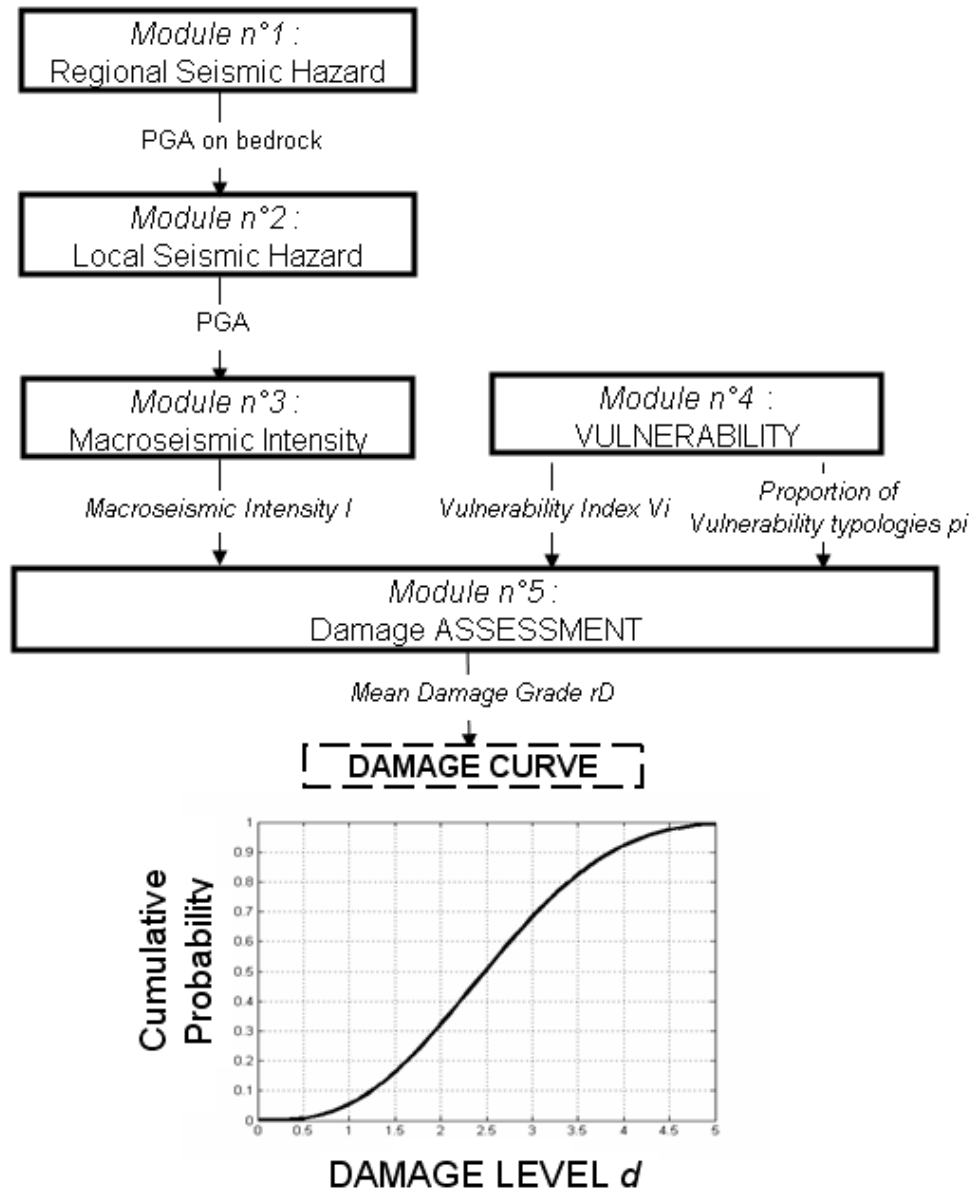 Module n°1 :
Regional Seismic Hazard
PGA on bedrock
Module n°2 :
Local Seismic Hazard
PGA
Module n°3 :
Macroseismic Intensity
Module n°4 :
VULNERABILITY
Macroseismic Intensity I
Vulnerability Index Vi
Proportion of
Vulnerability typologies pi
Module n°5 :
Damage ASSESSMENT
Mean Damage Grade rD
DAMAGE CURVE
Cumulative
Probability
1
0.9
0.8
0.7
0.6
0.5
0.4
0.3
0.2
0.1
0
0 0.5 1 1.5 2 2.5 3 3.5 4 4.5 5
DAMAGE LEVEL d